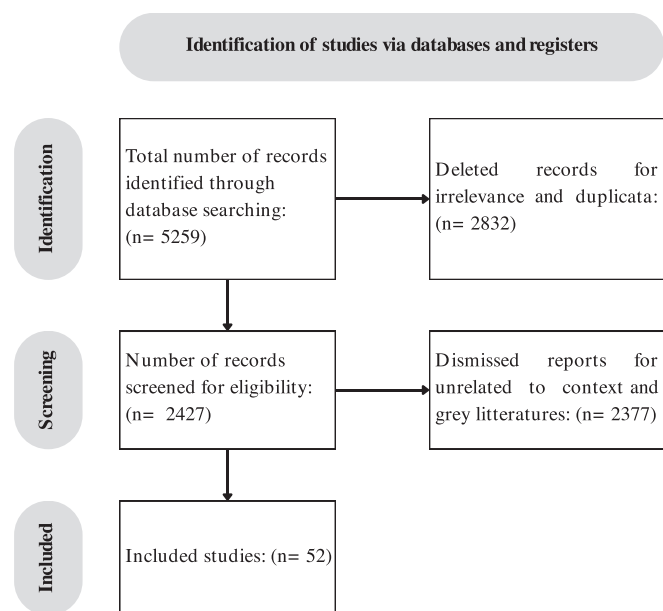 Identification of studies via databases and registers
Identification
Total number of records
identified through
database searching:
(n= 5259)
Deleted records for
irrelevance and duplicata:
(n= 2832)
Screening
Number of records
screened for eligibility:
(n= 2427)
Dismissed reports for
unrelated to context and
grey litteratures: (n= 2377)
Included
Included studies: (n= 52)